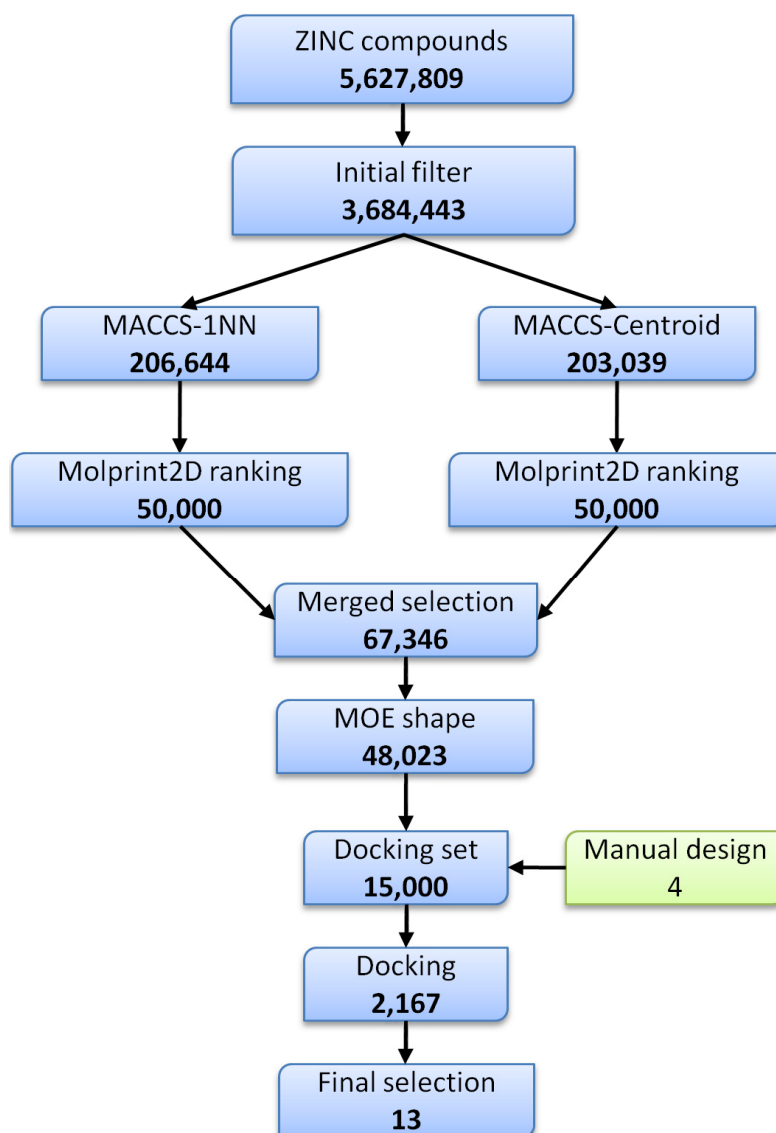 ZINC compounds
5,627,809
Initial filter
3,684,443
MACCS-1NN
206,644
MACCS-Centroid
203,039
Molprint2D ranking
50,000
Molprint2D ranking
50,000
Merged selection
67,346
MOE shape
48,023
Docking set
15,000
Manual design
4
Docking
2,167
Final selection
13